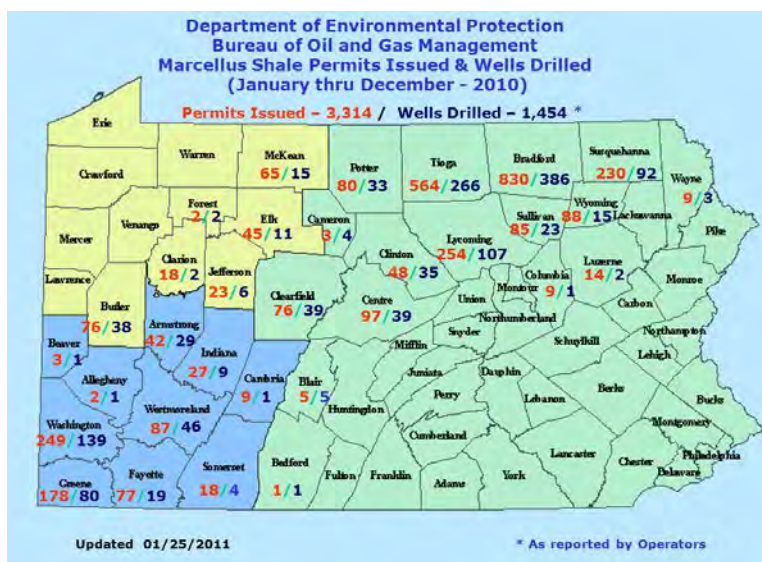 Department of Environmental Protection
Bureau of Oil and Gas Management
Marcellus Shale Permits Issued & Wells Drilled
(January thru December - 2010)
Permits Issued – 3,314 / Wells Drilled – 1,454 *
Erie
Crawford
Warren
McKean
65/15
Potter
80/33
Tioga
564/266
Bradford
830/386
Susquehanna
230/92
Wayne
9/3
Forest
2/2
Elk
45/11
Cameron
3/4
Sullivan
85/23
Wyoming
88/15
Lackawanna
Pike
Mercer
Venango
Clarion
18/2
Jefferson
23/6
Clinton
48/35
Lycoming
254/107
Columbia
9/1
Luzerne
14/2
Monroe
Lawrence
Butler
76/38
Clearfield
76/39
Centre
97/39
Union
Montour
Northumberland
Carbon
Beaver
3/1
Armstrong
42/29
Indiana
27/9
Snyder
Mifflin
Schuylkill
Northampton
Lehigh
Allegheny
2/1
Cambria
9/1
Blair
5/5
Huntingdon
Juniata
Perry
Dauphin
Lebanon
Berks
Bucks
Washington
249/139
Westmoreland
87/46
Cumberland
Montgomery
Philadelphia
Greene
178/80
Fayette
77/19
Somerset
18/4
Bedford
1/1
Fulton
Franklin
Adams
York
Lancaster
Chester
Delaware
Updated 01/25/2011
* As reported by Operators